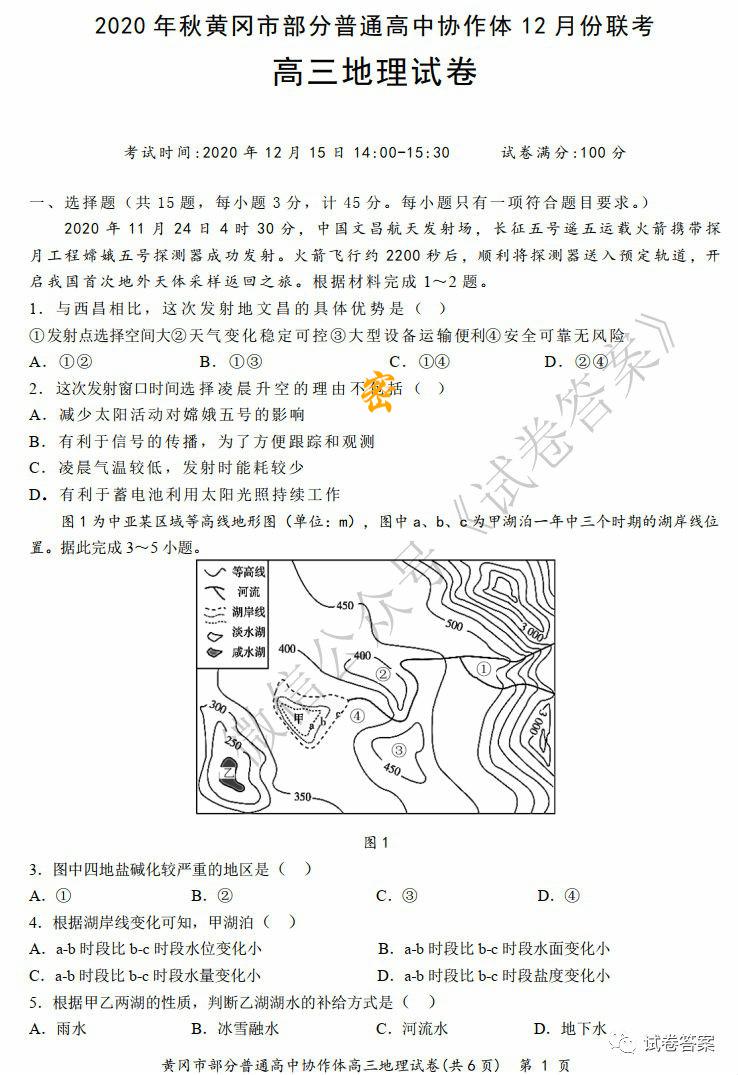 2020 年秋黄冈市部分普通高中协作体 12 月份联考
高三地理试卷
考试时间:2020 年 12 月 15 日 14:00-15:30 试卷满分:100 分
一、选择题（共 15 题，每小题 3 分，计 45 分。每小题只有一项符合题目要求。）
2020 年 11 月 24 日 4 时 30 分，中国文昌航天发射场，长征五号遥五运载火箭携带探
月工程嫦娥五号探测器成功发射。火箭飞行约 2200 秒后，顺利将探测器送入预定轨道，开
启我国首次地外天体采样返回之旅。根据材料完成 1～2 题。
1．与西昌相比，这次发射地文昌的具体优势是（ ）
①发射点选择空间大②天气变化稳定可控③大型设备运输便利④安全可靠无风险
A．①② B．①③ C．①④ D．②④
2．这次发射窗口时间选择凌晨升空的理由不包括（ ）
密
A．减少太阳活动对嫦娥五号的影响
B．有利于信号的传播，为了方便跟踪和观测
C．凌晨气温较低，发射时能耗较少
D．有利于蓄电池利用太阳光照持续工作
图 1 为中亚某区域等高线地形图（单位：m），图中 a、b、c 为甲湖泊一年中三个时期的湖岸线位
置。据此完成 3～5 小题。
等高线
河流
湖岸线
淡水湖
咸水湖
450
500
3 000
400
400
①
②
甲
a
b
c
④
300
250
乙
③
450
3 000
350
图 1
微信公众号《试卷答案》
3．图中四地盐碱化较严重的地区是（ ）
A．① B．② C．③ D．④
4．根据湖岸线变化可知，甲湖泊（ ）
A．a-b 时段比 b-c 时段水位变化小 B．a-b 时段比 b-c 时段水面变化小
C．a-b 时段比 b-c 时段水量变化小 D．a-b 时段比 b-c 时段盐度变化小
5．根据甲乙两湖的性质，判断乙湖湖水的补给方式是（ ）
A．雨水 B．冰雪融水 C．河流水 D．地下水
试卷答案
黄冈市部分普通高中协作体高三地理试卷(共 6 页) 第 1 页